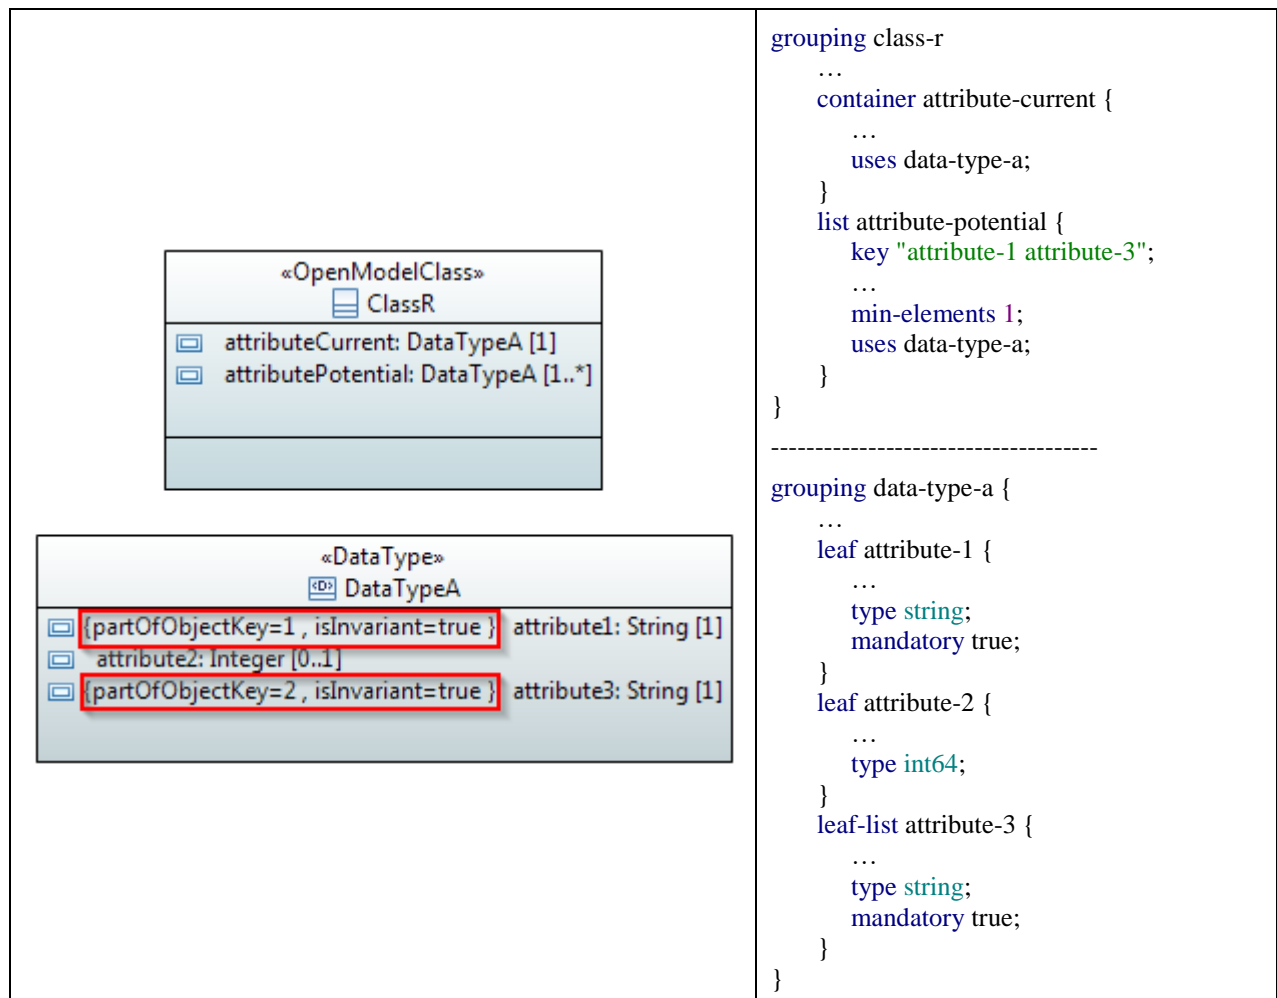 «OpenModelClass»
ClassR
attributeCurrent: DataTypeA [1]
attributePotential: DataTypeA [1..*]
«DataType»
<D> DataTypeA
{partOfObjectKey=1 , isInvariant=true } attribute1: String [1]
attribute2: Integer [0..1]
{partOfObjectKey=2 , isInvariant=true } attribute3: String [1]
grouping class-r
…
container attribute-current {
…
uses data-type-a;
}
list attribute-potential {
key "attribute-1 attribute-3";
…
min-elements 1;
uses data-type-a;
}
}
-------------------------------------
grouping data-type-a {
…
leaf attribute-1 {
…
type string;
mandatory true;
}
leaf attribute-2 {
…
type int64;
}
leaf-list attribute-3 {
…
type string;
mandatory true;
}
}